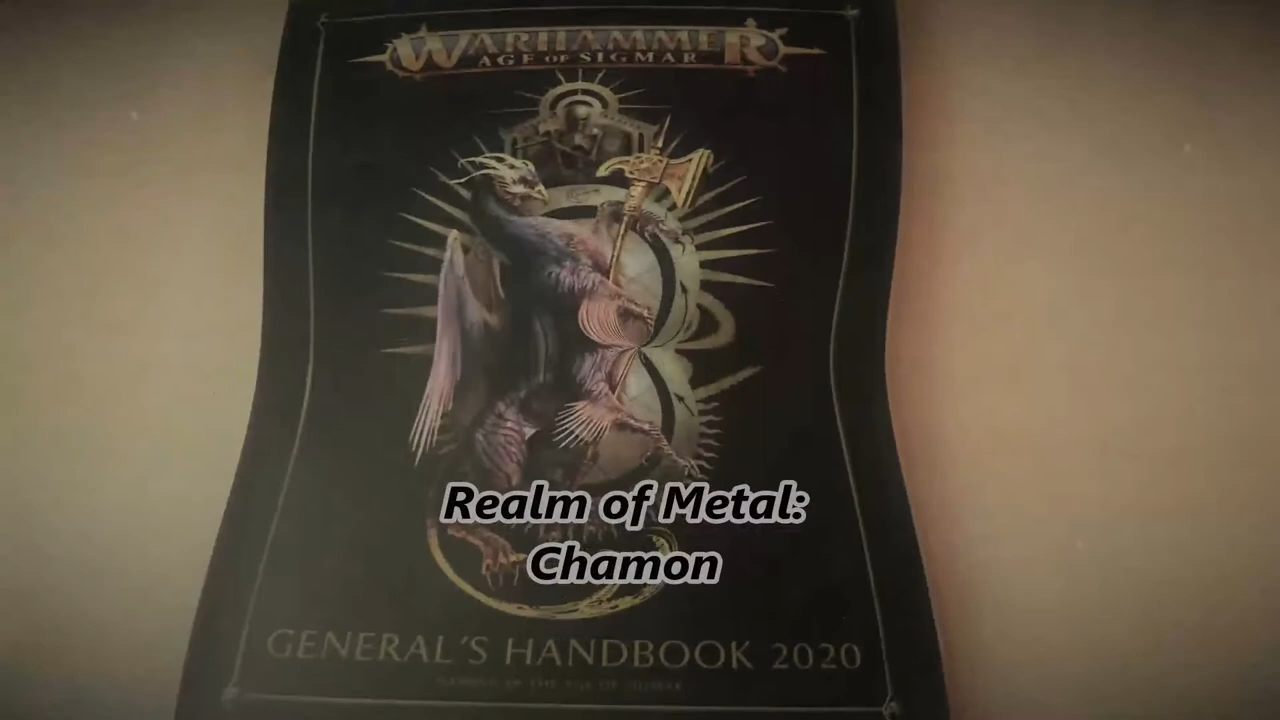 WARHAMMER
AGE OF SIGMAR
Realm of Metal:
Chamon
GENERAL'S HANDBOOK 2020